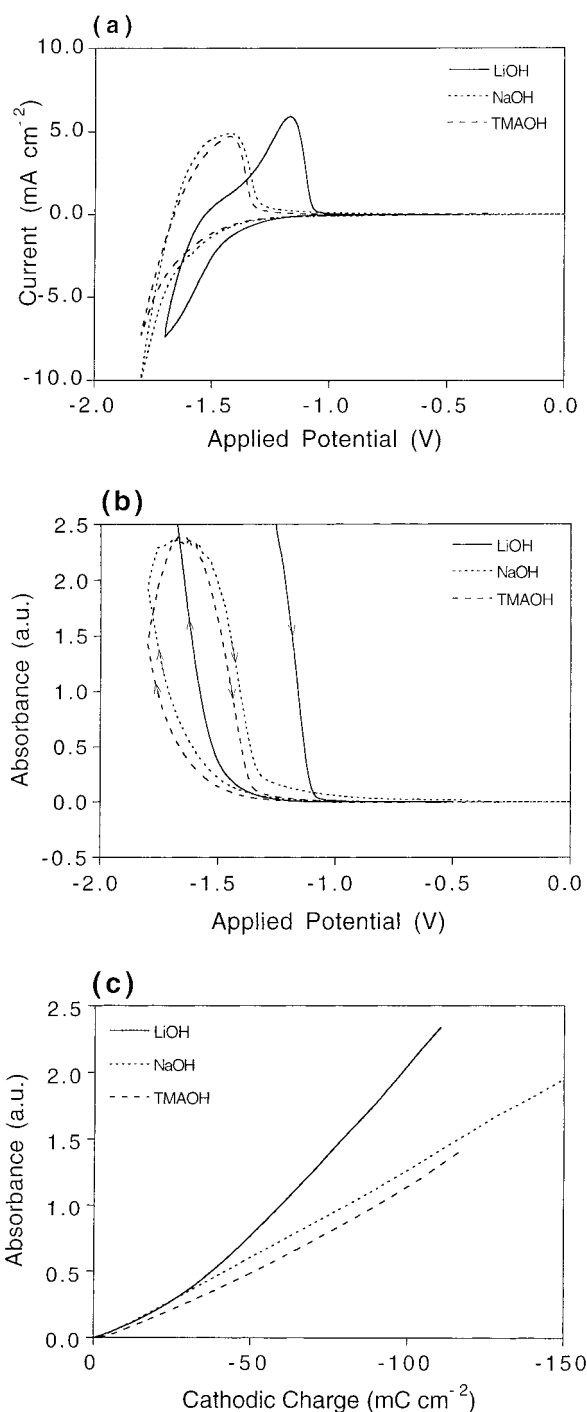 (a)
10.0
5.0
0.0
-5.0
-10.0
Current (mA cm-2)
LiOH
NaOH
TMAOH
-2.0 -1.5 -1.0 -0.5 0.0
Applied Potential (V)
(b)
2.5
2.0
1.5
1.0
0.5
0.0
-0.5
Absorbance (a.u.)
LiOH
NaOH
TMAOH
-2.0 -1.5 -1.0 -0.5 0.0
Applied Potential (V)
(c)
2.5
2.0
1.5
1.0
0.5
0.0
Absorbance (a.u.)
LiOH
NaOH
TMAOH
0 -50 -100 -150
Cathodic Charge (mC cm-2)